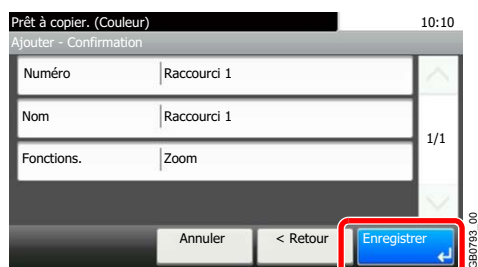 Prêt à copier. (Couleur) 10:10
Ajouter - Confirmation
Numéro Raccourci 1
Nom Raccourci 1
1/1
Fonctions. Zoom
Annuler < Retour Enregistrer
GB0793_00